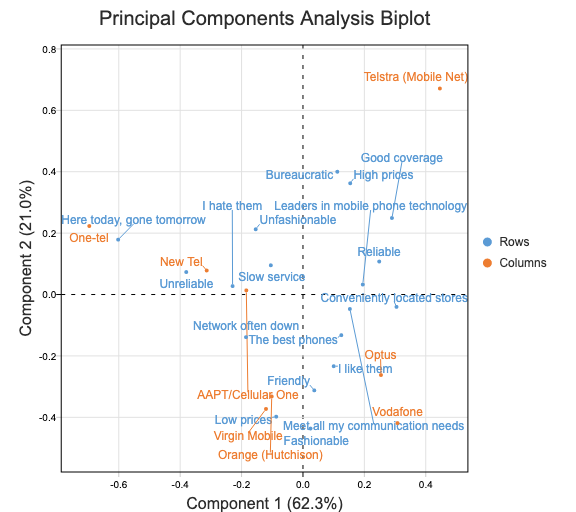 Principal Components Analysis Biplot
0.8
Telstra (Mobile Net)
0.6
Good coverage
0.4
Bureaucratic
High prices
I hate them
Leaders in mobile phone technology
Here today, gone tomorrow
Unfashionable
0.2
One-tel
Rows
Reliable
New Tel
Columns
Slow service
Unreliable
0.0
Conveniently located stores
Network often down
The best phones
-0.2
Optus
I like them
Friendly
AAPT/Cellular One
Vodafone
-0.4
Low prices
Meet all my communication needs
Virgin Mobile
Fashionable
Orange (Hutchison)
-0.6
-0.4
-0.2
0.0
0.2
0.4
Component 1 (62.3%)
Component 2 (21.0%)